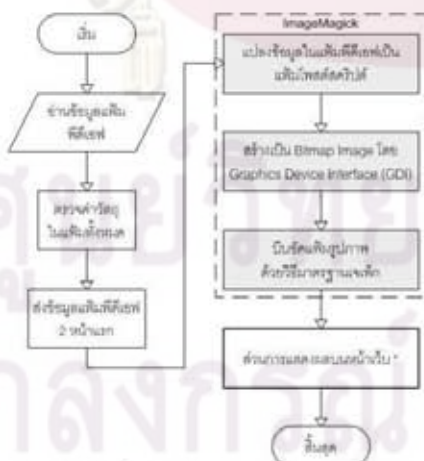 เริ่ม
อ่านข้อมูลแฟ้ม
พีดีเอฟ
ตรวจค่าวัตถุ
ในแฟ้มทั้งหมด
ส่งข้อมูลแฟ้มพีดีเอฟ
2 หน้าแรก
ImageMagick
แปลงข้อมูลในแฟ้มพีดีเอฟเป็น
แฟ้มโพสต์สคริปต์
สร้างเป็น Bitmap Image โดย
Graphics Device Interface (GDI)
บีบอัดแฟ้มรูปภาพ
ด้วยวิธีมาตรฐานเจเพ็ก
ส่วนการแสดงผลบนหน้าเว็บ *
สิ้นสุด